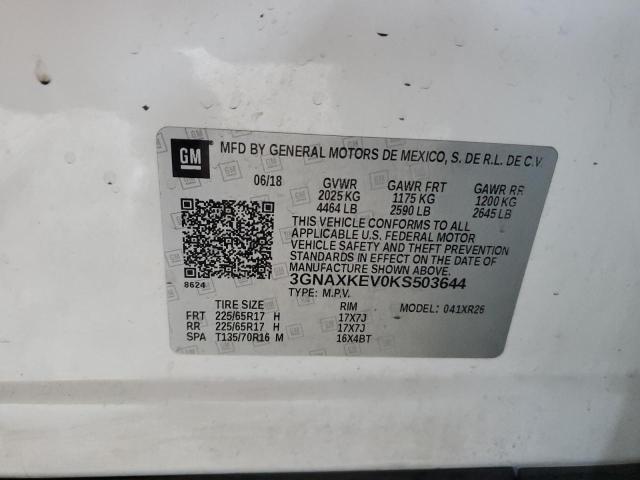 GM
MFD BY GENERAL MOTORS DE MEXICO, S. DE R.L. DE C.V.
06/18 GVWR GAWR FRT GAWR RR
2025 KG 1175 KG 1200 KG
4464 LB 2590 LB 2645 LB
THIS VEHICLE CONFORMS TO ALL
APPLICABLE U.S. FEDERAL MOTOR
VEHICLE SAFETY AND THEFT PREVENTION
STANDARDS IN EFFECT ON THE DATE OF
MANUFACTURE SHOWN ABOVE.
8624 3GNAXKEV0KS503644
TYPE: M.P.V.
TIRE SIZE RIM MODEL: 041XR26
FRT 225/65R17 H 17X7J
RR 225/65R17 H 17X7J
SPA T135/70R16 M 16X4BT